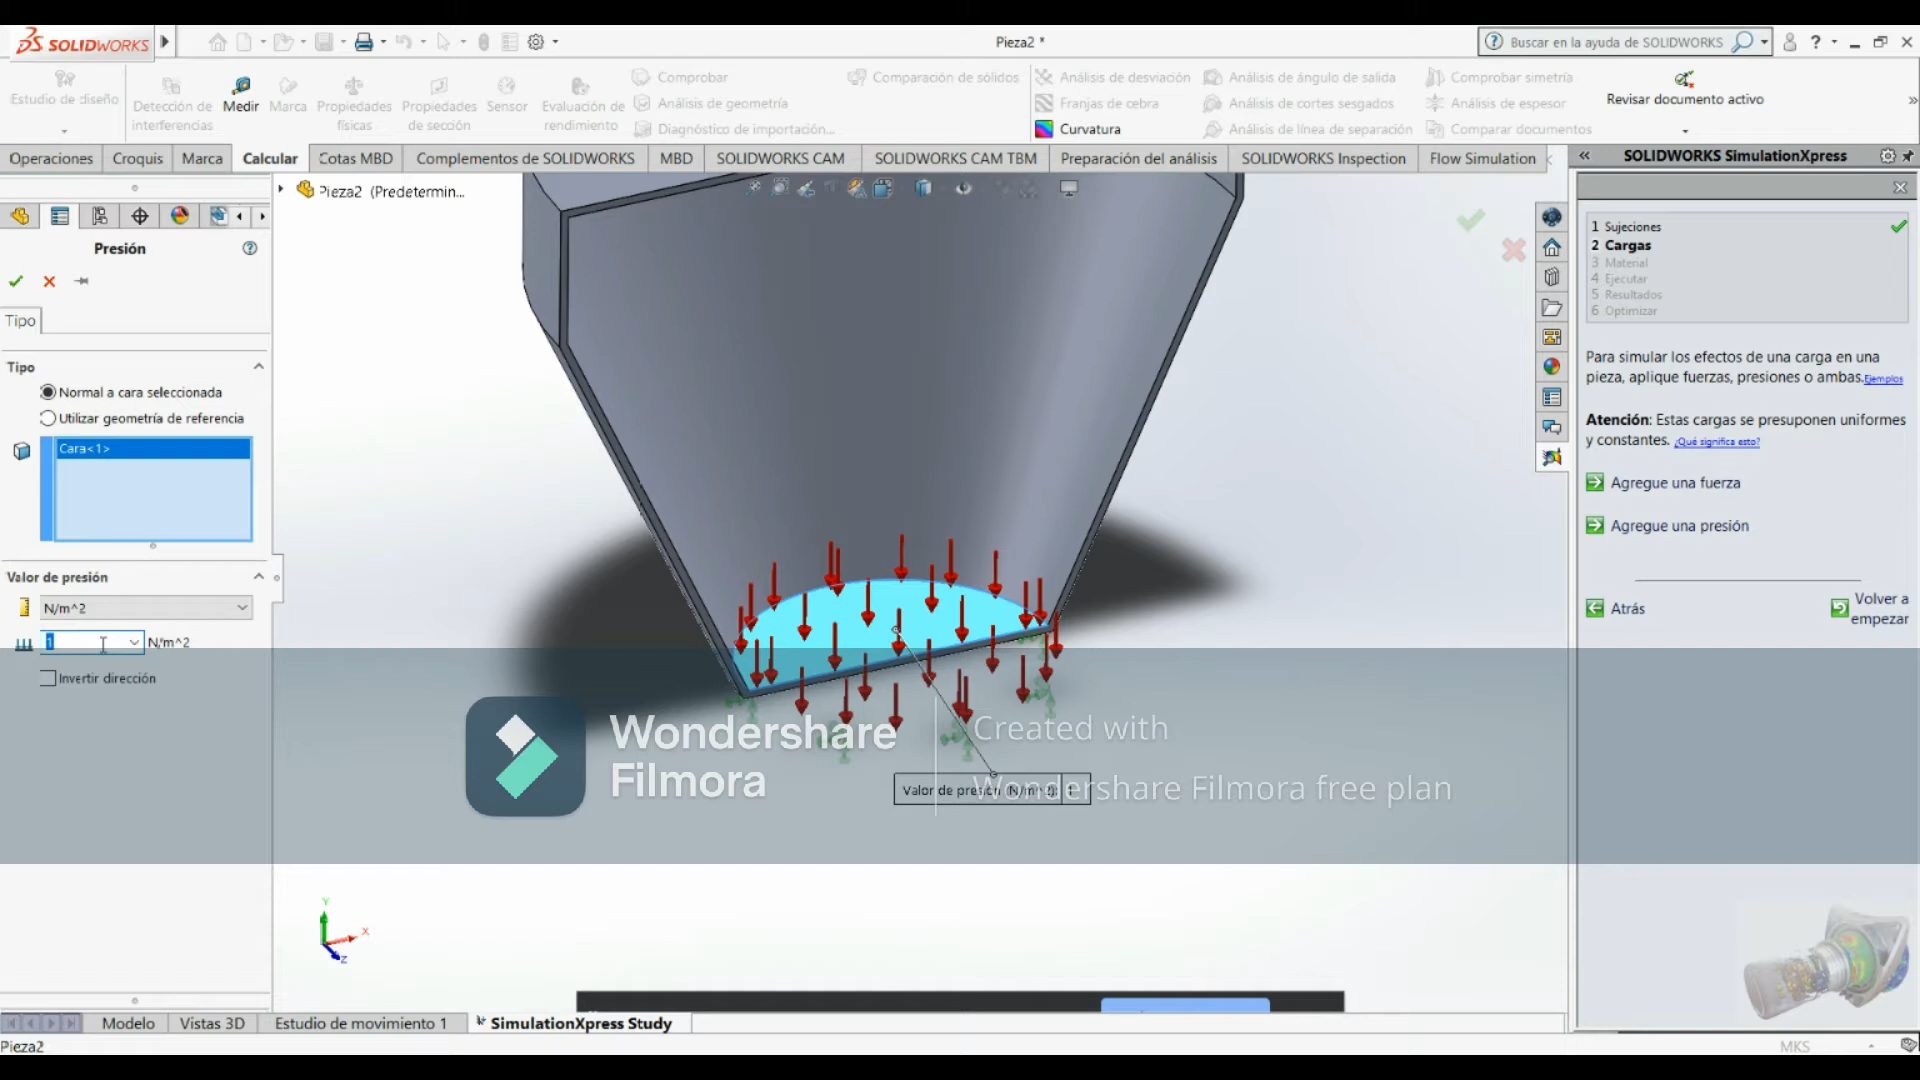 SOLIDWORKS
Pieza2 *
Buscar en la ayuda de SOLIDWORKS
Estudio de diseño
Detección de interferencias
Medir
Marca
Propiedades físicas
Propiedades de sección
Sensor
Evaluación de rendimiento
Comprobar
Análisis de geometría
Diagnóstico de importación...
Comparación de sólidos
Análisis de desviación
Franjas de cebra
Curvatura
Análisis de ángulo de salida
Análisis de cortes sesgados
Análisis de línea de separación
Comprobar simetría
Análisis de espesor
Comparar documentos
Revisar documento activo
Operaciones
Croquis
Marca
Calcular
Cotas MBD
Complementos de SOLIDWORKS
MBD
SOLIDWORKS CAM
SOLIDWORKS CAM TBM
Preparación del análisis
SOLIDWORKS Inspection
Flow Simulation
SOLIDWORKS SimulationXpress
Pieza2 (Predetermin...
Presión
Tipo
Tipo
Normal a cara seleccionada
Utilizar geometría de referencia
Cara<1>
Valor de presión
N/m^2
1
N/m^2
Invertir dirección
1 Sujeciones
2 Cargas
3 Material
4 Ejecutar
5 Resultados
6 Optimizar
Para simular los efectos de una carga en una
pieza, aplique fuerzas, presiones o ambas.Ejemplos
Atención: Estas cargas se presuponen uniformes
y constantes. ¿Qué significa esto?
Agregue una fuerza
Agregue una presión
Atrás
Volver a
empezar
Wondershare
Filmora
Created with
Wondershare Filmora free plan
Valor de presión (N/m^2): 1
Y
X
Z
Modelo
Vistas 3D
Estudio de movimiento 1
SimulationXpress Study
Pieza2
MKS